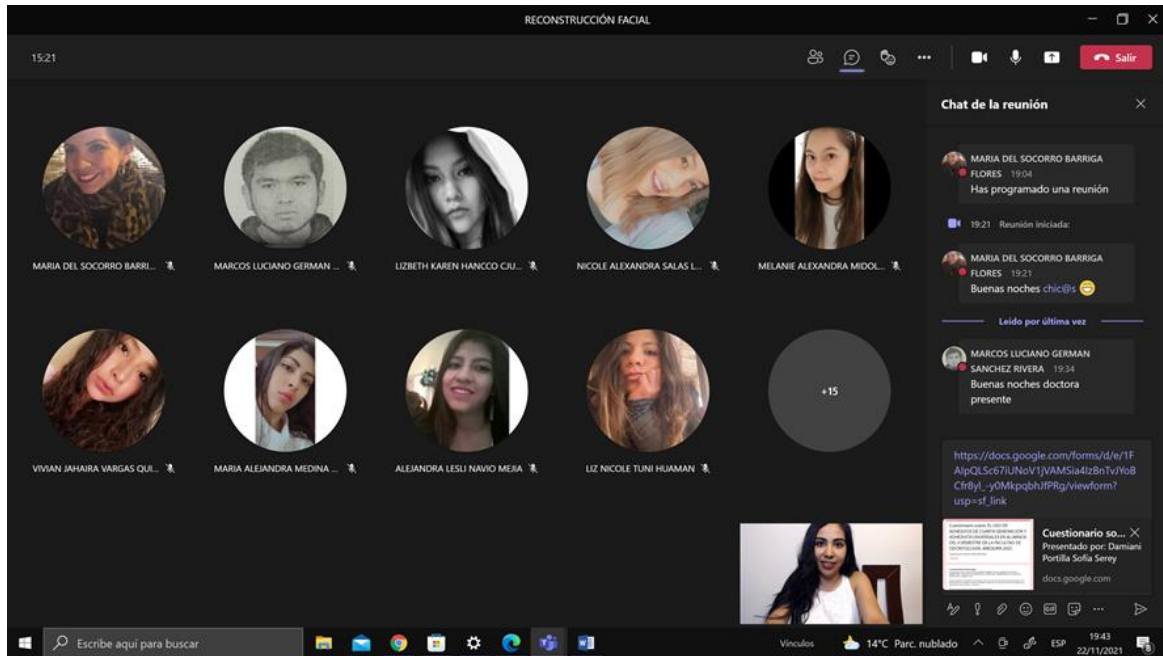 RECONSTRUCCIÓN FACIAL
15:21
Salir
MARIA DEL SOCORRO BARRI...
MARCOS LUCIANO GERMAN ...
LIZBETH KAREN HANCCO CJU...
NICOLE ALEXANDRA SALAS L...
MELANIE ALEXANDRA MIDOL...
VIVIAN JAHAIRA VARGAS QUI...
MARIA ALEJANDRA MEDINA ...
ALEJANDRA LESLI NAVIO MEJIA
LIZ NICOLE TUNI HUAMAN
+15
Chat de la reunión
MARIA DEL SOCORRO BARRIGA
FLORES 19:04
Has programado una reunión
19:21 Reunión iniciada:
MARIA DEL SOCORRO BARRIGA
FLORES 19:21
Buenas noches chic@s
Leído por última vez
MARCOS LUCIANO GERMAN
SANCHEZ RIVERA 19:34
Buenas noches doctora
presente
https://docs.google.com/forms/d/e/1F
AIpQLSc67iUNoV1jVAMSia4IzBnTvJYoB
Cfr8yl_-y0MkpqbhJfPRg/viewform?
usp=sf_link
Cuestionario so...
Presentado por: Damiani
Portilla Sofía Serey
docs.google.com
GIF
Escribe aquí para buscar
Vínculos
14°C Parc. nublado
ESP
19:43
22/11/2021